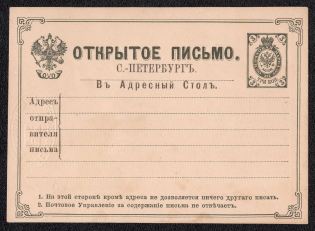 ОТКРЫТОЕ ПИСЬМО.
С.-ПЕТЕРБУРГЪ.
Въ Адресный Столъ.
Адресъ
отпра-
вителя
письма
1. На этой сторонѣ кромѣ адреса не дозволяется ничего другаго писать.
2. Почтовое Управленіе за содержаніе письма не отвѣчаетъ.